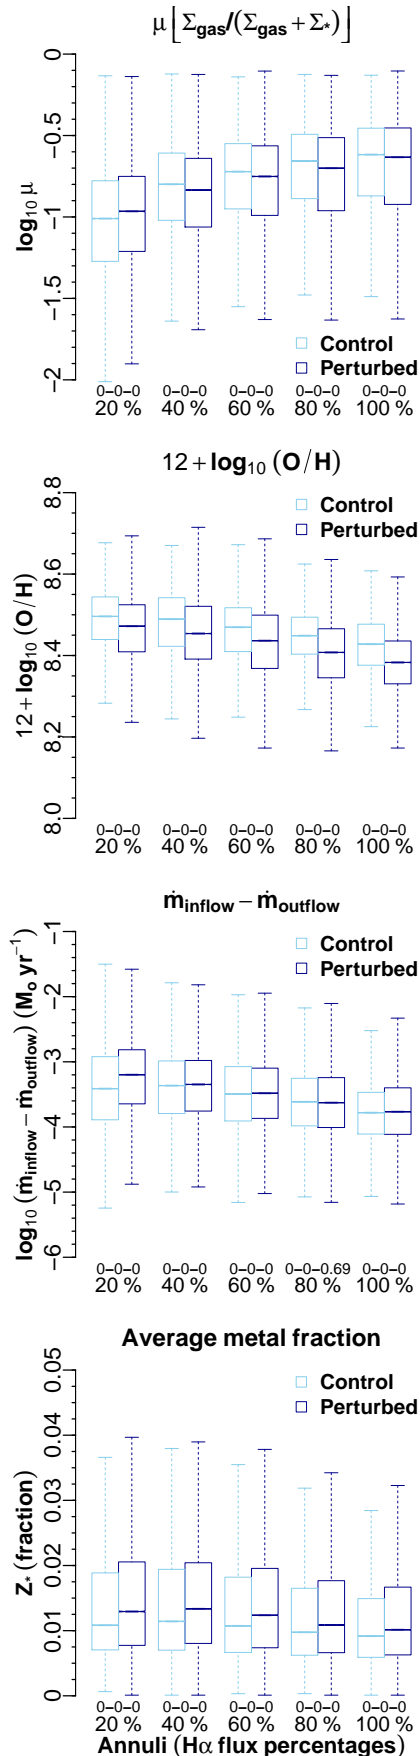 μ [Σgas/(Σgas + Σ*)]
log10 μ
0
−0.5
−1
−1.5
−2
Control
Perturbed
0−0−0 0−0−0 0−0−0 0−0−0 0−0−0
20 % 40 % 60 % 80 % 100 %
12 + log10 (O/H)
12 + log10 (O/H)
8.8
8.6
8.4
8.2
8.0
Control
Perturbed
0−0−0 0−0−0 0−0−0 0−0−0 0−0−0
20 % 40 % 60 % 80 % 100 %
ṁinflow − ṁoutflow
log10 (ṁinflow − ṁoutflow) (Mo yr−1)
−1
−2
−3
−4
−5
−6
Control
Perturbed
0−0−0 0−0−0 0−0−0 0−0−0.69 0−0−0
20 % 40 % 60 % 80 % 100 %
Average metal fraction
Z* (fraction)
0.05
0.04
0.03
0.02
0.01
0
Control
Perturbed
0−0−0 0−0−0 0−0−0 0−0−0 0−0−0
20 % 40 % 60 % 80 % 100 %
Annuli (Hα flux percentages)